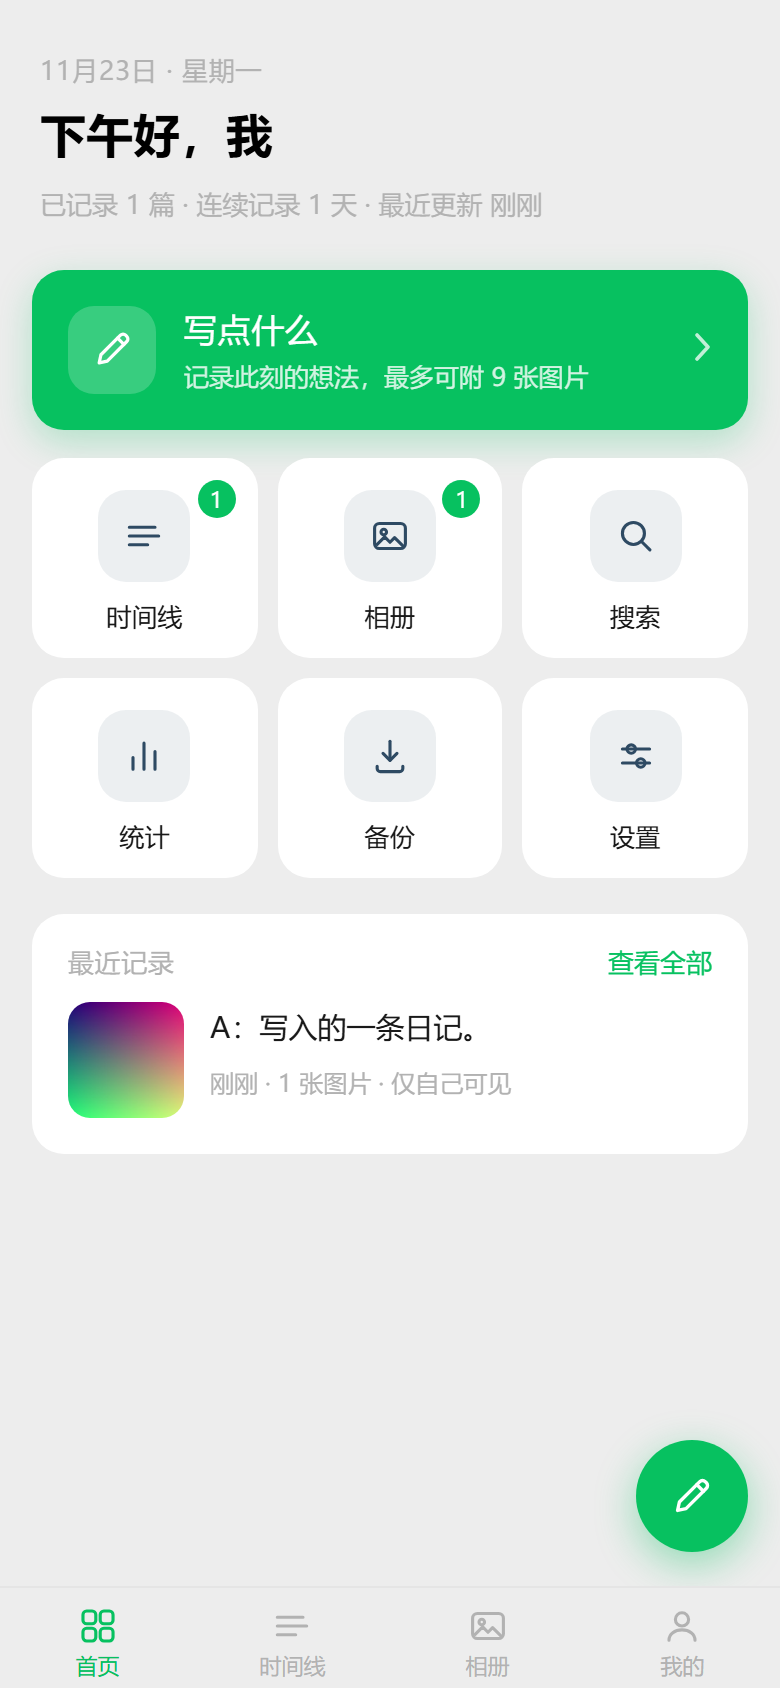 11月23日 · 星期一
下午好，我
已记录 1 篇 · 连续记录 1 天 · 最近更新 刚刚
写点什么
记录此刻的想法，最多可附 9 张图片
1
1
时间线
相册
搜索
统计
备份
设置
最近记录
查看全部
A：写入的一条日记。
刚刚 · 1 张图片 · 仅自己可见
首页
时间线
相册
我的